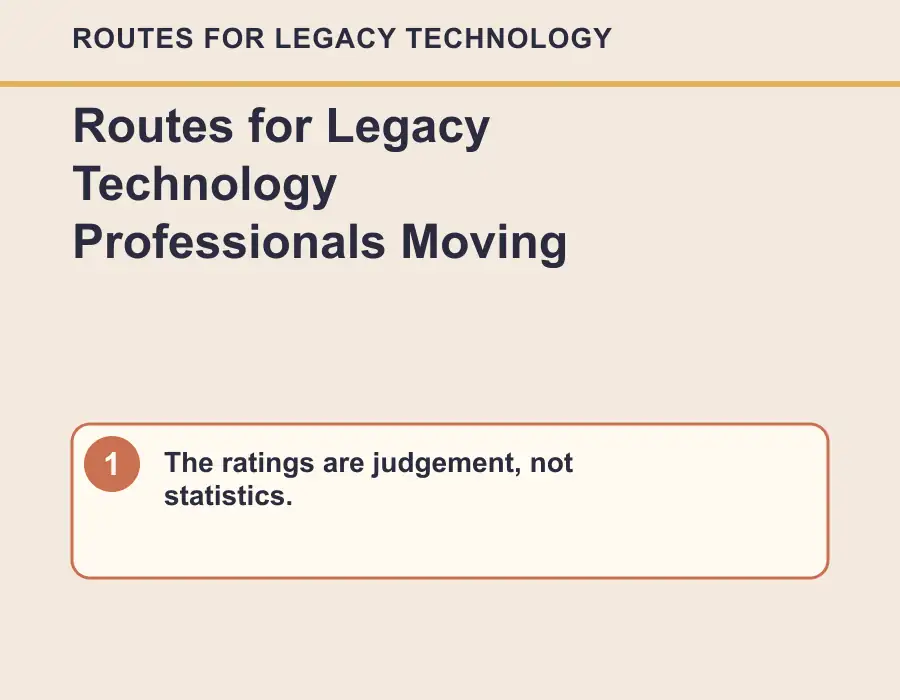 ROUTES FOR LEGACY TECHNOLOGY
Routes for Legacy
Technology
Professionals Moving
1
The ratings are judgement, not
statistics.